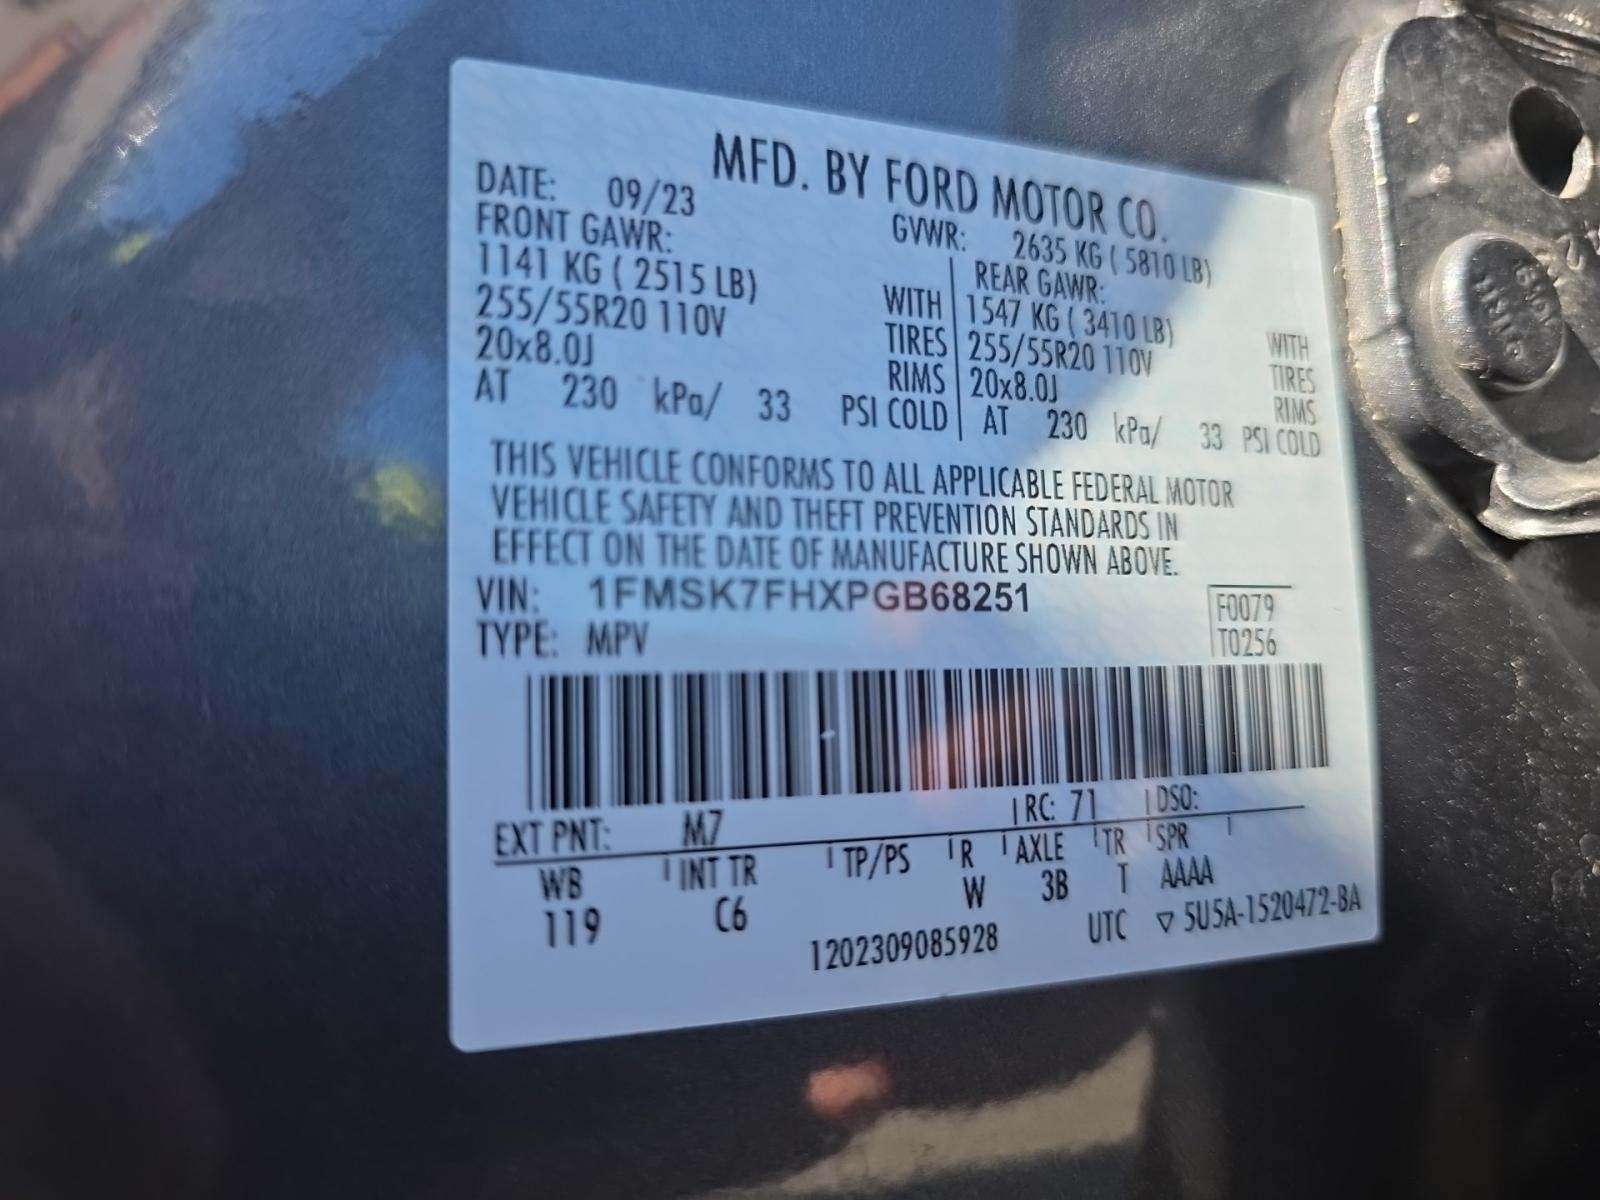 MFD. BY FORD MOTOR CO.
DATE: 09/23 GVWR: 2635 KG ( 5810 LB)
FRONT GAWR: REAR GAWR:
1141 KG ( 2515 LB) WITH 1547 KG ( 3410 LB) WITH
255/55R20 110V TIRES 255/55R20 110V TIRES
20x8.0J RIMS 20x8.0J RIMS
AT 230 kPa/ 33 PSI COLD AT 230 kPa/ 33 PSI COLD
THIS VEHICLE CONFORMS TO ALL APPLICABLE FEDERAL MOTOR
VEHICLE SAFETY AND THEFT PREVENTION STANDARDS IN
EFFECT ON THE DATE OF MANUFACTURE SHOWN ABOVE.
VIN: 1FMSK7FHXPGB68251 F0079
TYPE: MPV T0256
EXT PNT: M7 RC: 71 DSO:
WB INT TR TP/PS R AXLE TR SPR
119 C6 W 3B T AAAA
1202309085928 UTC ▽ 5U5A-1520472-BA